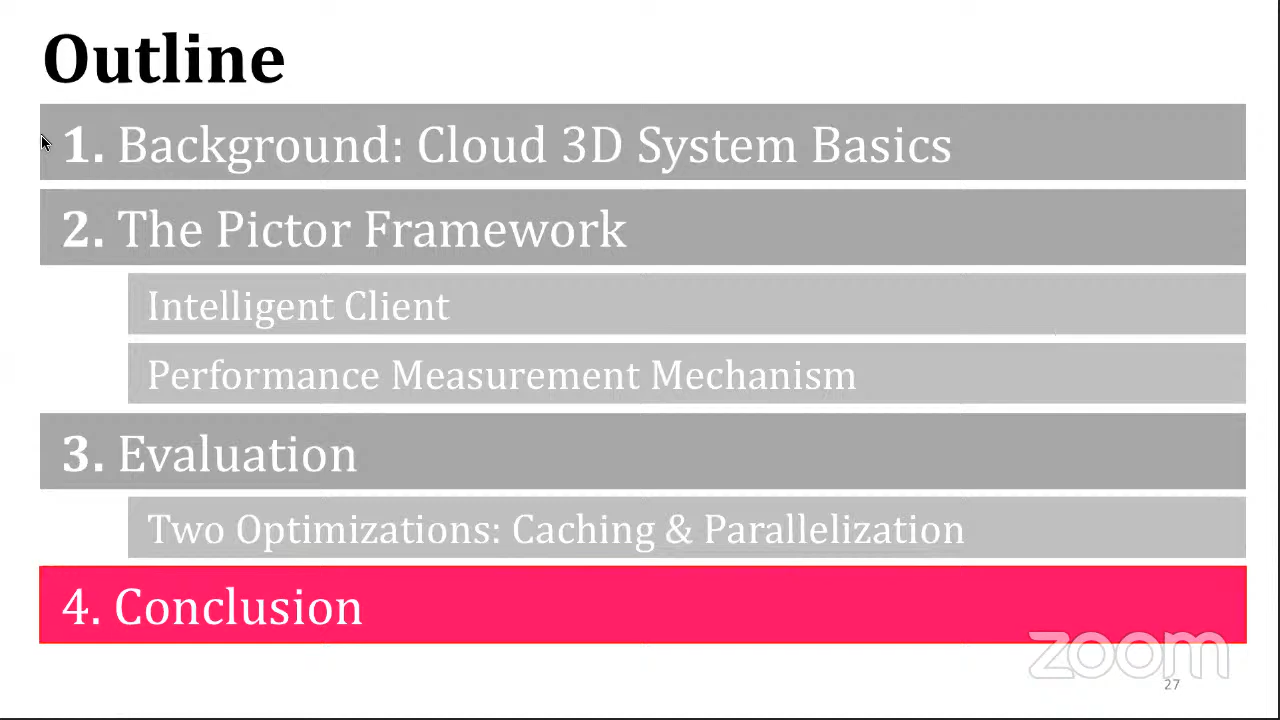 Outline
1. Background: Cloud 3D System Basics
2. The Pictor Framework
Intelligent Client
Performance Measurement Mechanism
3. Evaluation
Two Optimizations: Caching & Parallelization
4. Conclusion
zoom
27